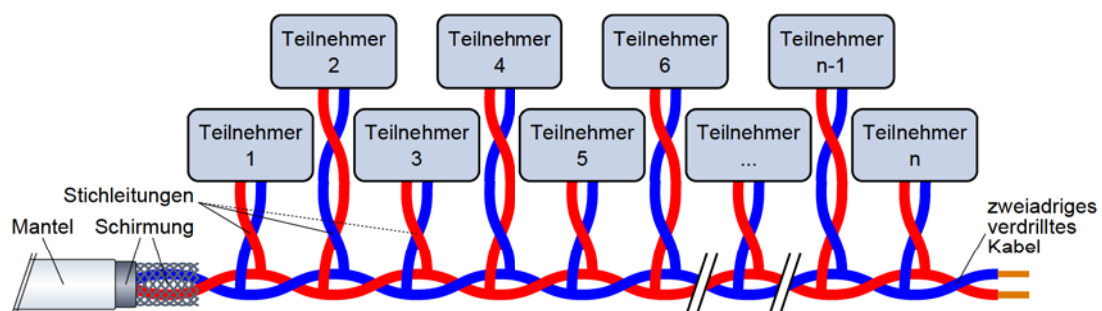 Teilnehmer
2
Teilnehmer
4
Teilnehmer
6
Teilnehmer
n-1
Teilnehmer
1
Teilnehmer
3
Teilnehmer
5
Teilnehmer
...
Teilnehmer
n
Stichleitungen
Mantel
Schirmung
zweiadriges
verdrilltes
Kabel